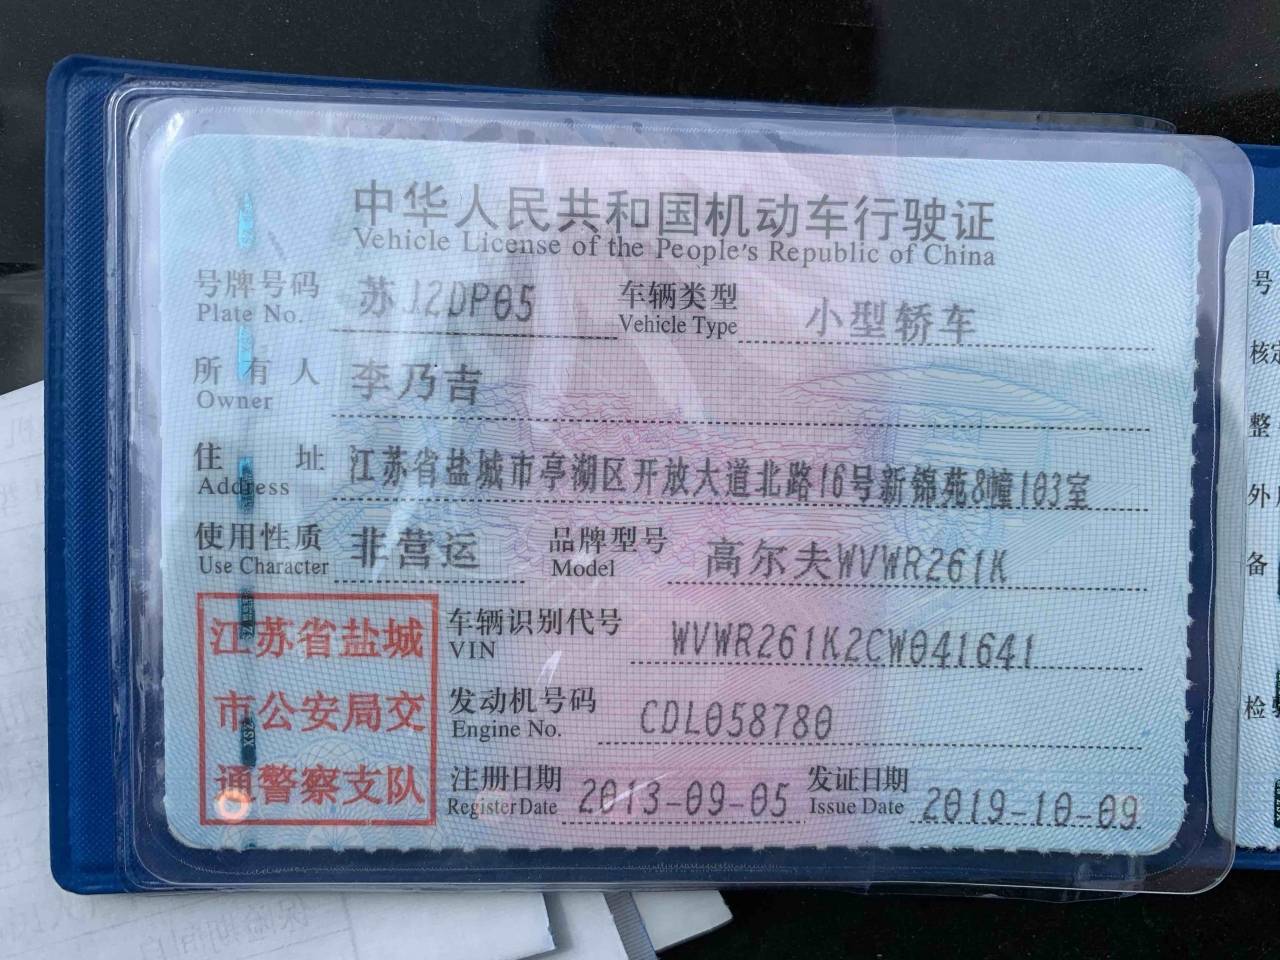 中华人民共和国机动车行驶证
Vehicle License of the People's Republic of China
号牌号码 苏J2DP05 车辆类型 小型轿车
Plate No. Vehicle Type
所有人 李乃吉
Owner
住址 江苏省盐城市亭湖区开放大道北路16号新锦苑8幢103室
Address
使用性质 非营运 品牌型号 高尔夫WVWR261K
Use Character Model
江苏省盐城
市公安局交
通警察支队
车辆识别代号 WVWR261K2CW041641
VIN
发动机号码 CDL058780
Engine No.
注册日期 2013-09-05 发证日期 2019-10-09
Register Date Issue Date
号
核定
整
外
备
检验